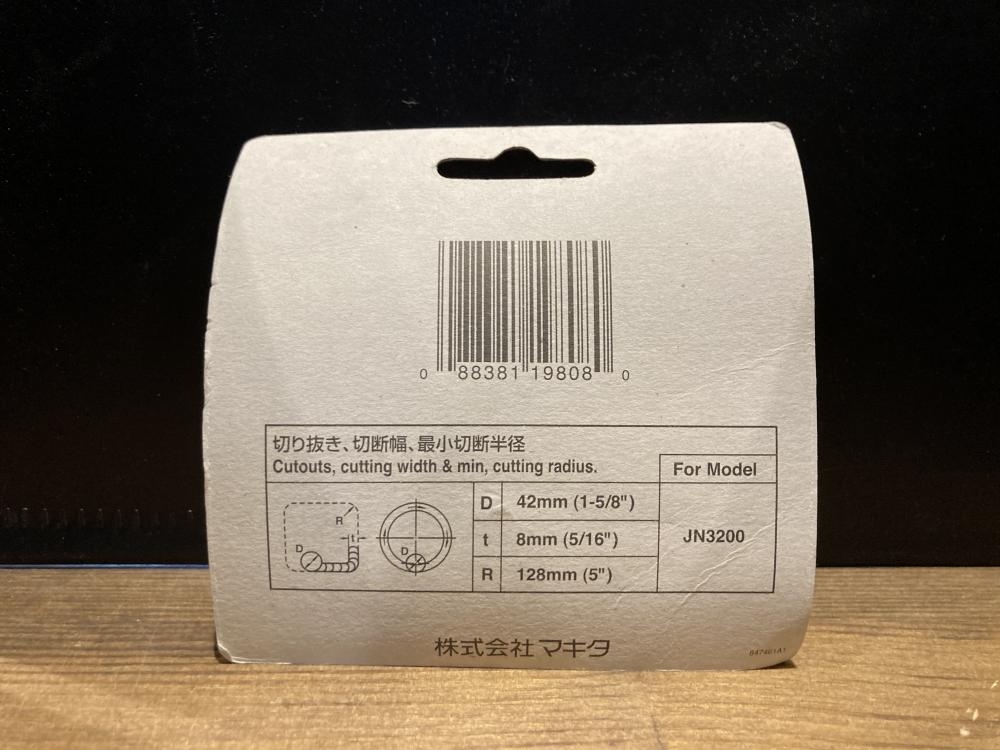 0 88381 19808 0
切り抜き、切断幅、最小切断半径
Cutouts, cutting width & min, cutting radius.
For Model
R
t
D
D
D 42mm (1-5/8")
t 8mm (5/16")
R 128mm (5")
JN3200
株式会社マキタ
847461A1